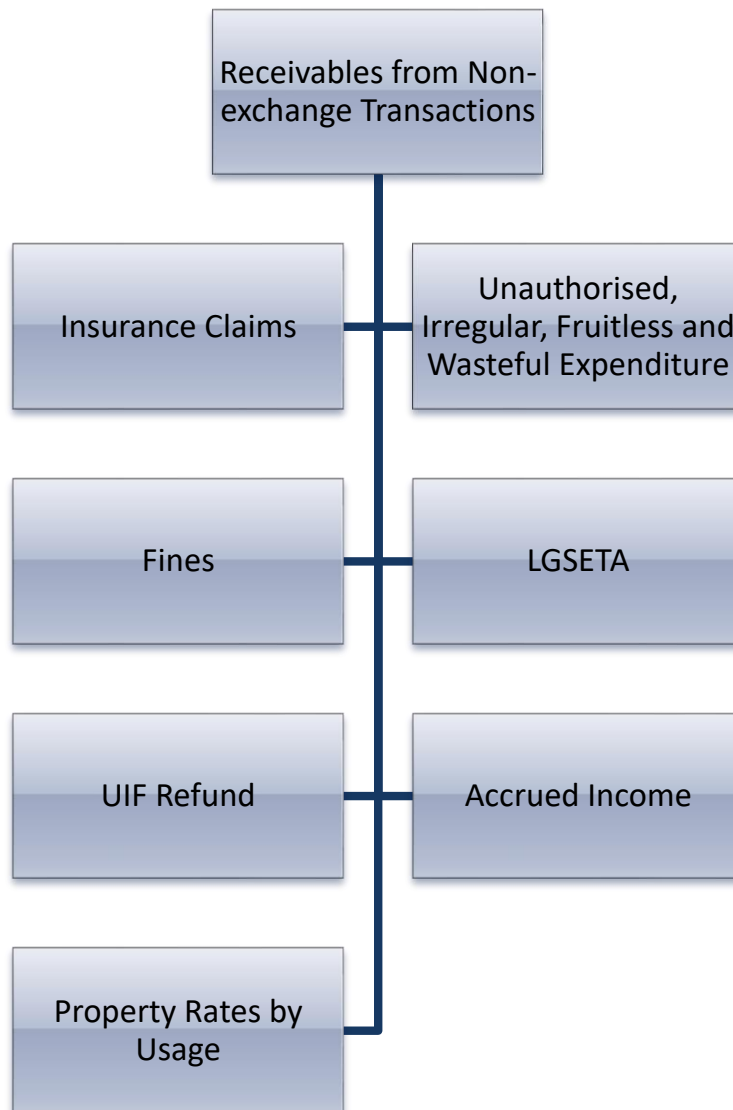 Receivables from Non-
exchange Transactions
Insurance Claims
Unauthorised,
Irregular, Fruitless and
Wasteful Expenditure
Fines
LGSETA
UIF Refund
Accrued Income
Property Rates by
Usage